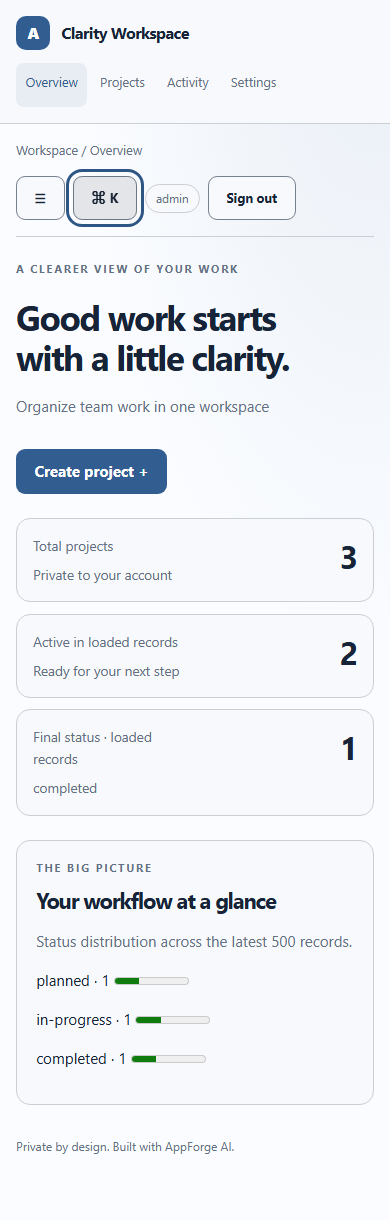 A Clarity Workspace
Overview Projects Activity Settings
Workspace / Overview
☰ ⌘ K admin Sign out
A CLEARER VIEW OF YOUR WORK
Good work starts
with a little clarity.
Organize team work in one workspace
Create project +
Total projects
Private to your account
3
Active in loaded records
Ready for your next step
2
Final status · loaded
records
completed
1
THE BIG PICTURE
Your workflow at a glance
Status distribution across the latest 500 records.
planned · 1
in-progress · 1
completed · 1
Private by design. Built with AppForge AI.